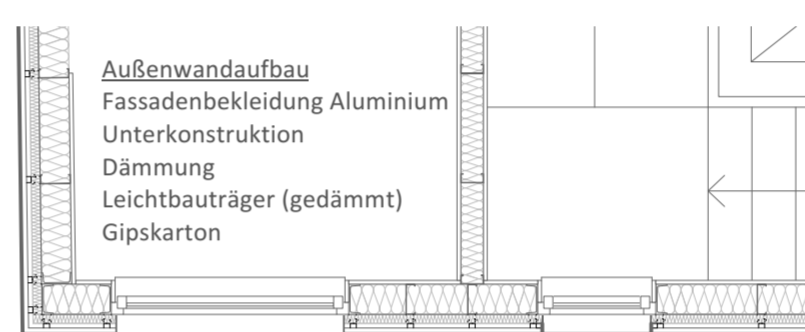 Außenwandaufbau
Fassadenbekleidung Aluminium
Unterkonstruktion
Dämmung
Leichtbauträger (gedämmt)
Gipskarton